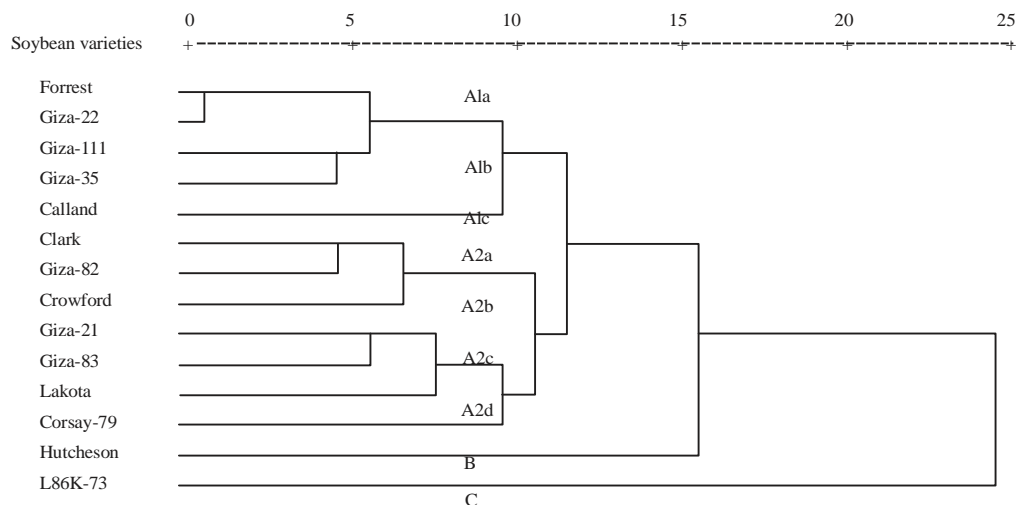 0 5 10 15 20 25
Soybean varieties
Forrest
Ala
Giza-22
Giza-111
Alb
Giza-35
Calland
Alc
Clark
A2a
Giza-82
Crowford
A2b
Giza-21
A2c
Giza-83
Lakota
A2d
Corsay-79
Hutcheson
B
L86K-73
C